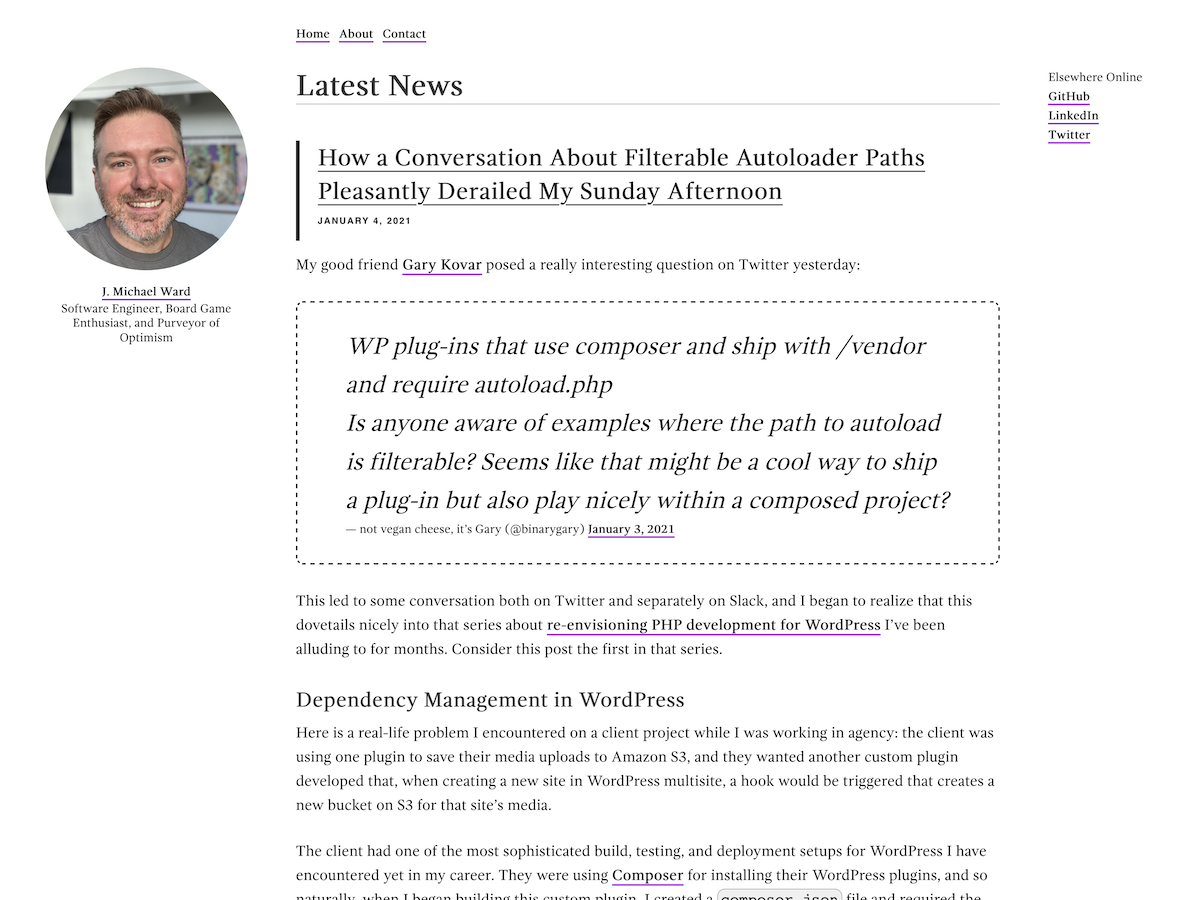 Home About Contact
Latest News
Elsewhere Online
GitHub
LinkedIn
Twitter
J. Michael Ward
Software Engineer, Board Game
Enthusiast, and Purveyor of
Optimism
How a Conversation About Filterable Autoloader Paths
Pleasantly Derailed My Sunday Afternoon
JANUARY 4, 2021
My good friend Gary Kovar posed a really interesting question on Twitter yesterday:
WP plug-ins that use composer and ship with /vendor
and require autoload.php
Is anyone aware of examples where the path to autoload
is filterable? Seems like that might be a cool way to ship
a plug-in but also play nicely within a composed project?
— not vegan cheese, it's Gary (@binarygary) January 3, 2021
This led to some conversation both on Twitter and separately on Slack, and I began to realize that this
dovetails nicely into that series about re-envisioning PHP development for WordPress I've been
alluding to for months. Consider this post the first in that series.
Dependency Management in WordPress
Here is a real-life problem I encountered on a client project while I was working in agency: the client was
using one plugin to save their media uploads to Amazon S3, and they wanted another custom plugin
developed that, when creating a new site in WordPress multisite, a hook would be triggered that creates a
new bucket on S3 for that site's media.
The client had one of the most sophisticated build, testing, and deployment setups for WordPress I have
encountered yet in my career. They were using Composer for installing their WordPress plugins, and so
naturally, when I began building this custom plugin, I created a composer.json file and required the